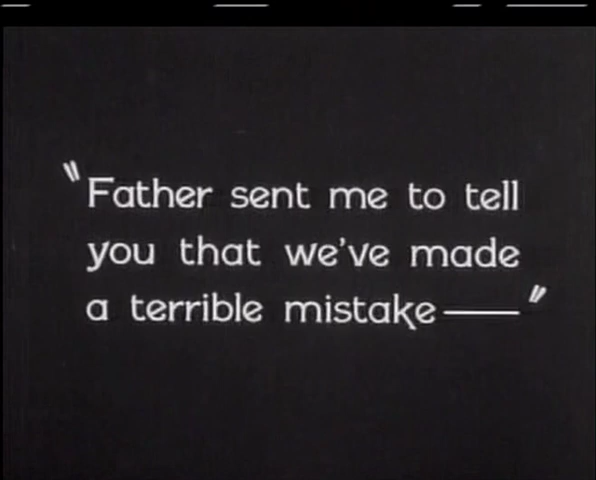 "Father sent me to tell
you that we've made
a terrible mistake——"